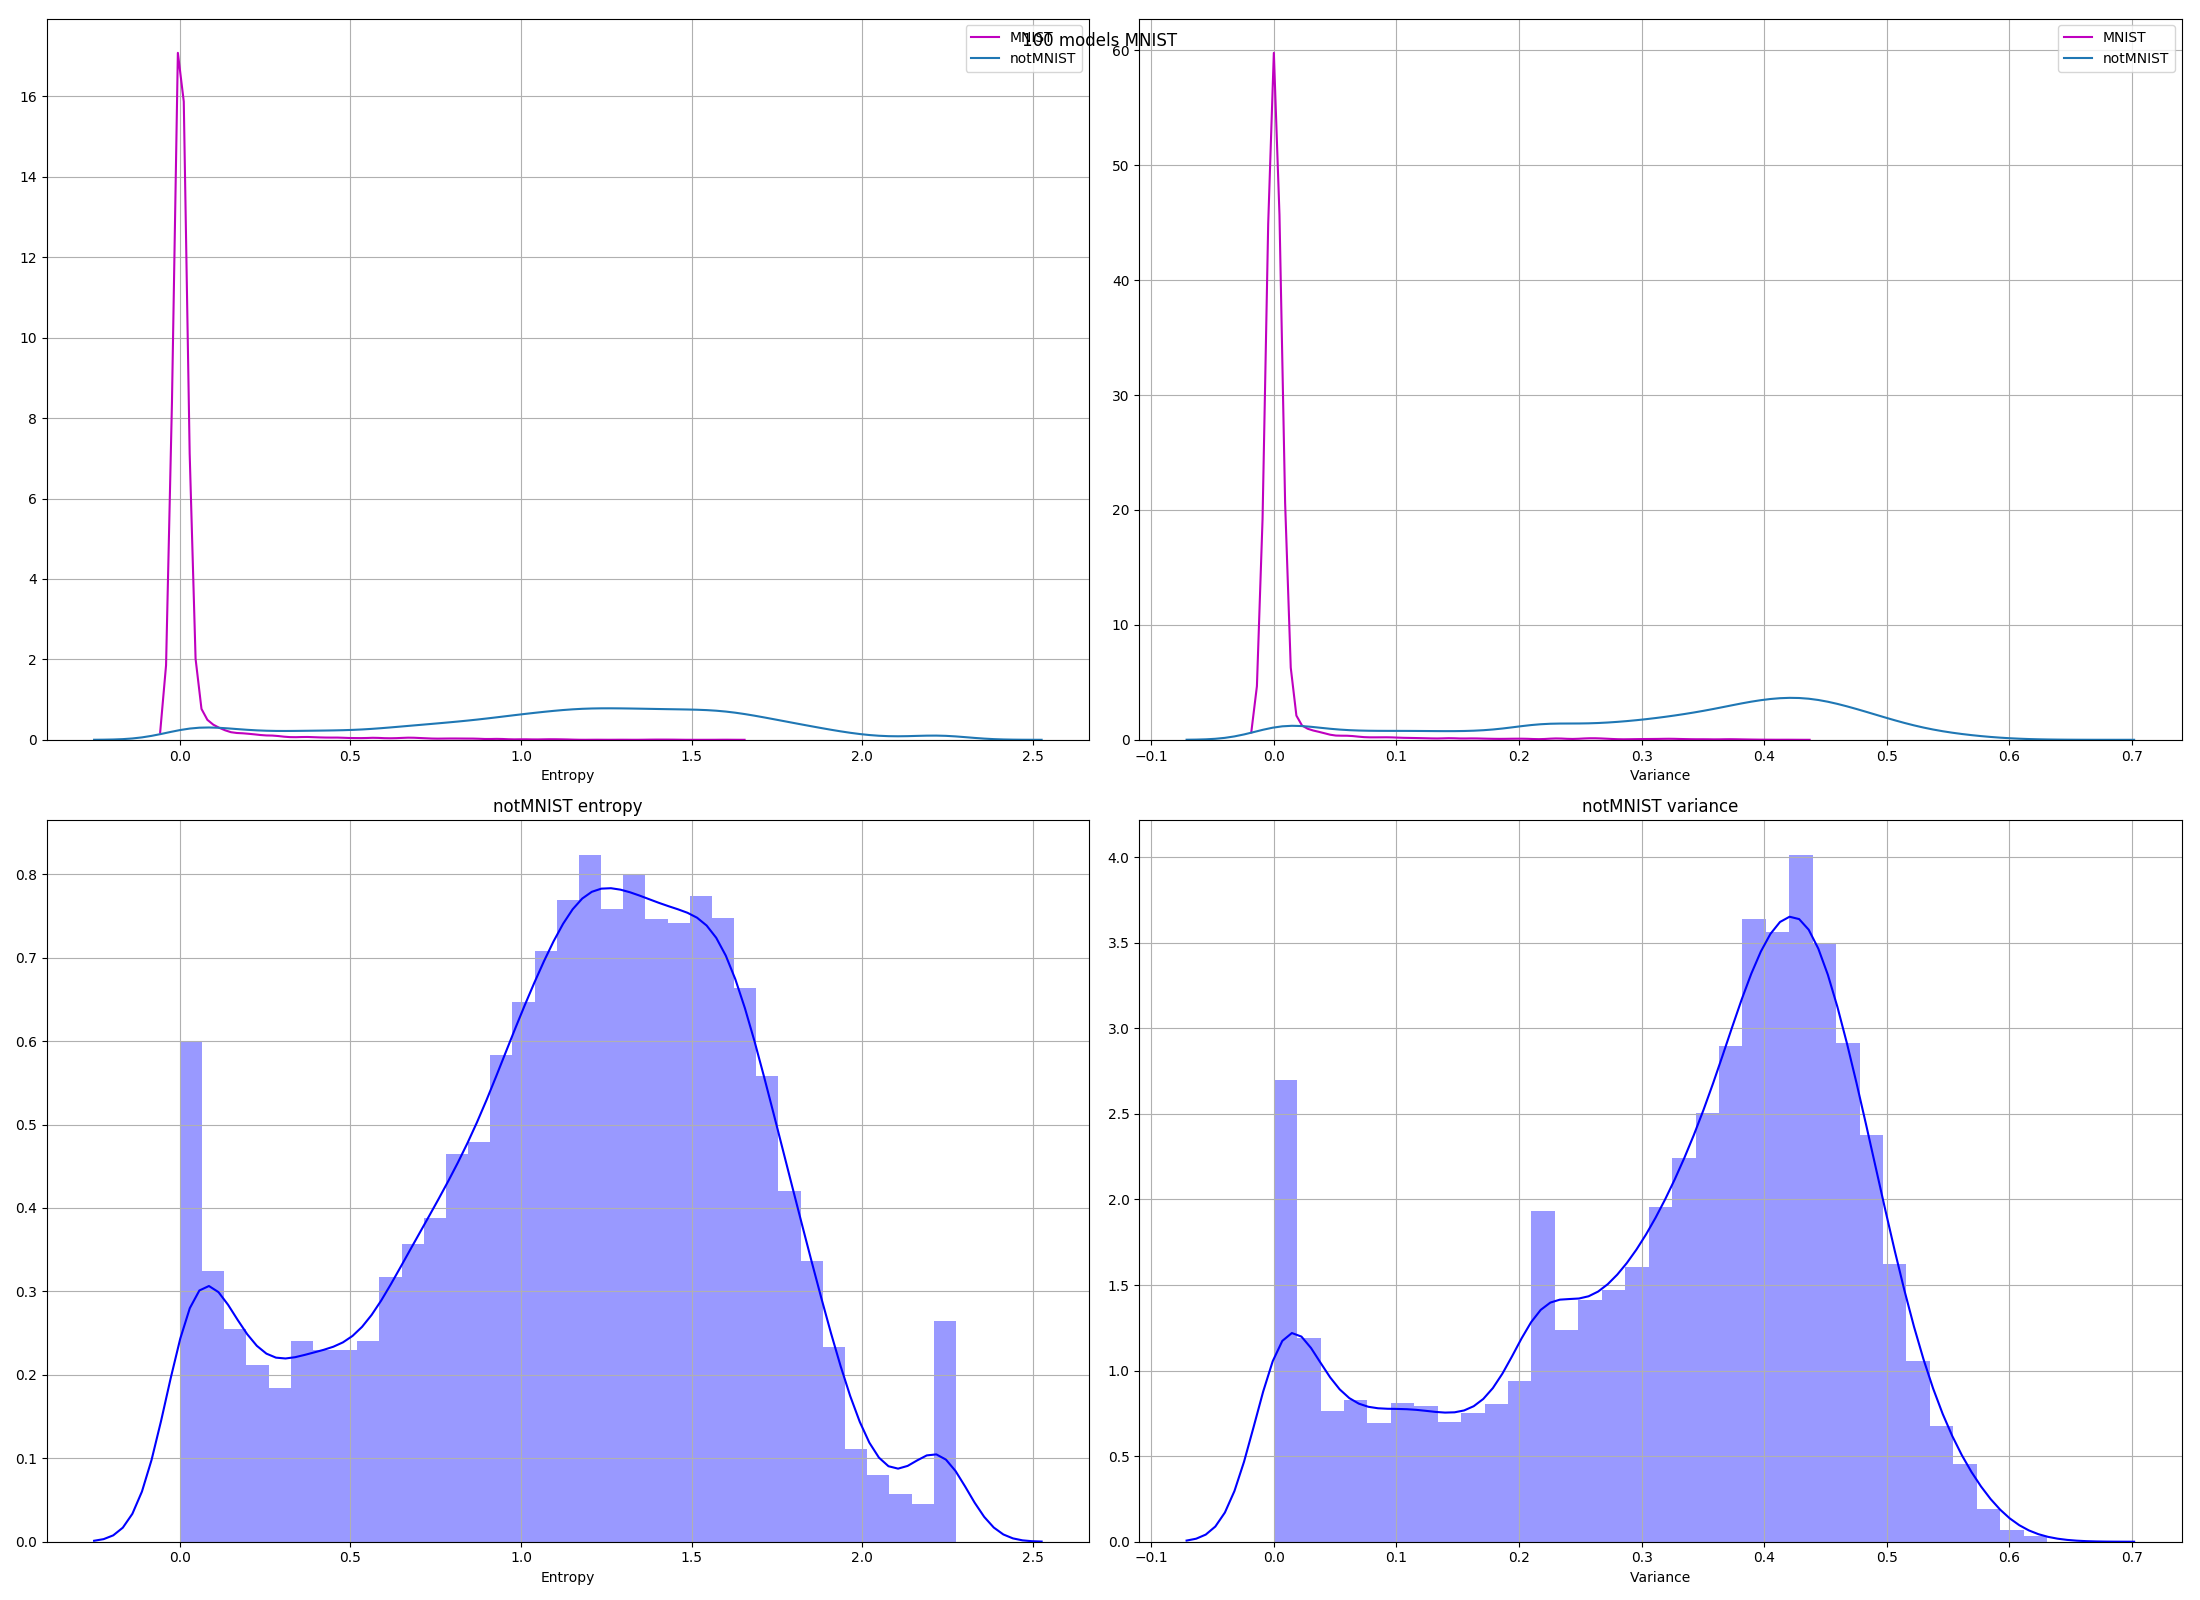 100 models MNIST
MNIST
notMNIST
16
14
12
10
8
6
4
2
0
0.0 0.5 1.0 1.5 2.0 2.5
Entropy
MNIST
notMNIST
60
50
40
30
20
10
0
−0.1 0.0 0.1 0.2 0.3 0.4 0.5 0.6 0.7
Variance
notMNIST entropy
0.8
0.7
0.6
0.5
0.4
0.3
0.2
0.1
0.0
0.0 0.5 1.0 1.5 2.0 2.5
Entropy
notMNIST variance
4.0
3.5
3.0
2.5
2.0
1.5
1.0
0.5
0.0
−0.1 0.0 0.1 0.2 0.3 0.4 0.5 0.6 0.7
Variance